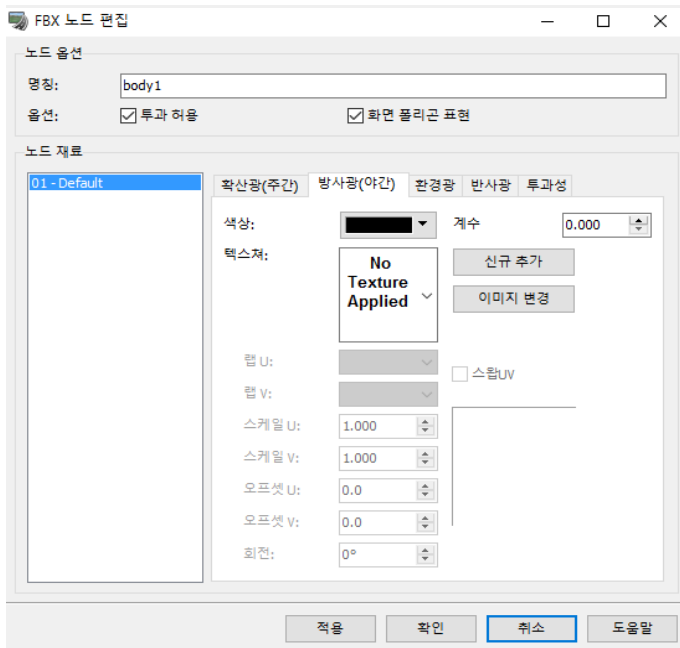 FBX 노드 편집
노드 옵션
명칭: body1
옵션: 투과 허용 화면 폴리곤 표현
노드 재료
01 - Default
확산광(주간) 방사광(야간) 환경광 반사광 투과성
색상: 계수 0.000
텍스쳐: No Texture Applied 신규 추가
이미지 변경
랩 U: 스왑UV
랩 V:
스케일 U: 1.000
스케일 V: 1.000
오프셋 U: 0.0
오프셋 V: 0.0
회전: 0°
적용 확인 취소 도움말